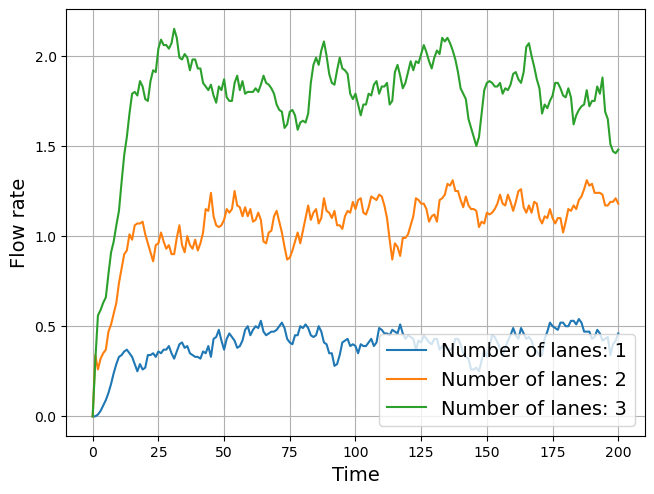 2.0
1.5
1.0
0.5
0.0
Flow rate
Number of lanes: 1
Number of lanes: 2
Number of lanes: 3
0 25 50 75 100 125 150 175 200
Time